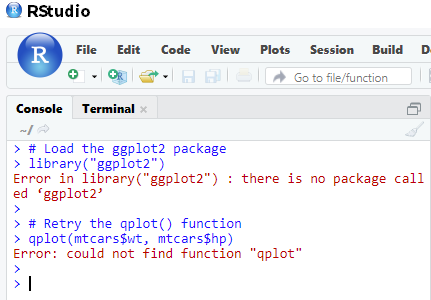 RStudio
R File Edit Code View Plots Session Build D
Go to file/function
Console Terminal ×
~/
> # Load the ggplot2 package
> library("ggplot2")
Error in library("ggplot2") : there is no package call
ed ‘ggplot2’
>
> # Retry the qplot() function
> qplot(mtcars$wt, mtcars$hp)
Error: could not find function "qplot"
>
>